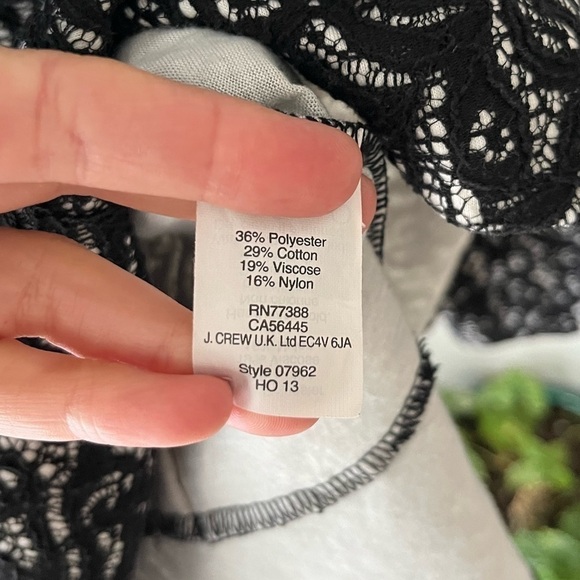 36% Polyester
29% Cotton
19% Viscose
16% Nylon
RN77388
CA56445
J. CREW U.K. Ltd EC4V 6JA
Style 07962
HO 13